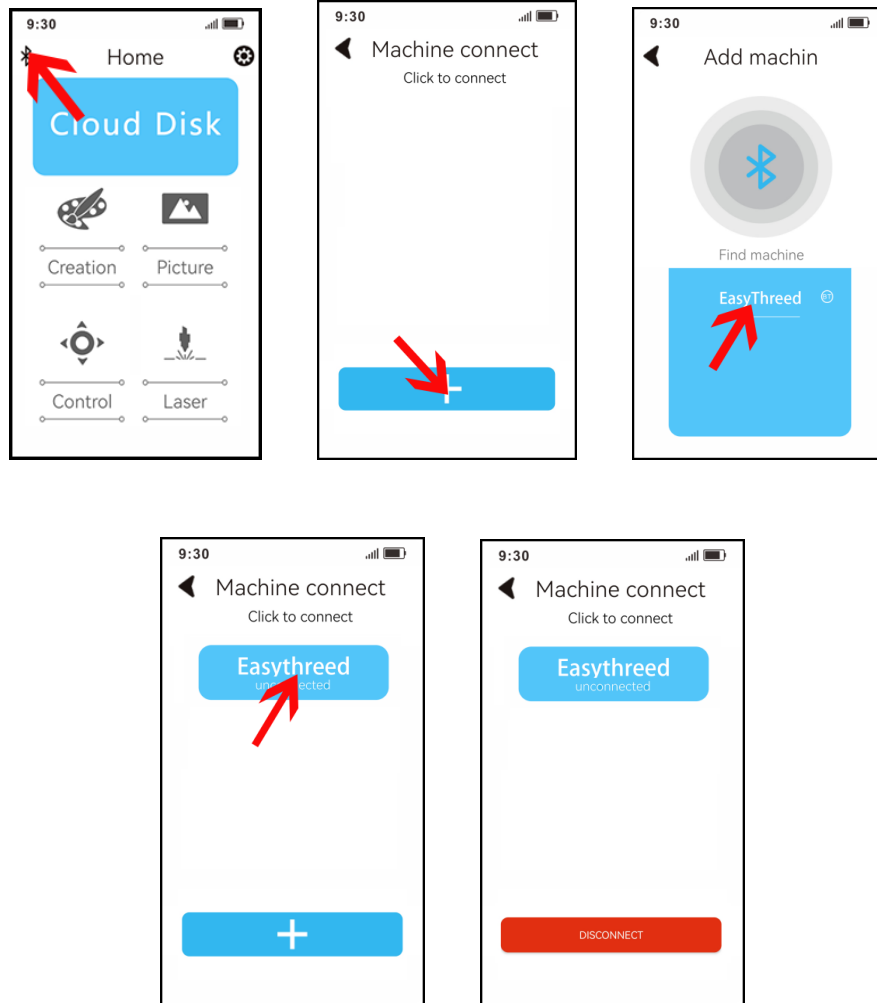 9:30
Home
Cloud Disk
Creation
Picture
Control
Laser
9:30
Machine connect
Click to connect
9:30
Add machin
Find machine
EasyThreed
BT
9:30
Machine connect
Click to connect
Easythreed
unconnected
9:30
Machine connect
Click to connect
Easythreed
unconnected
DISCONNECT